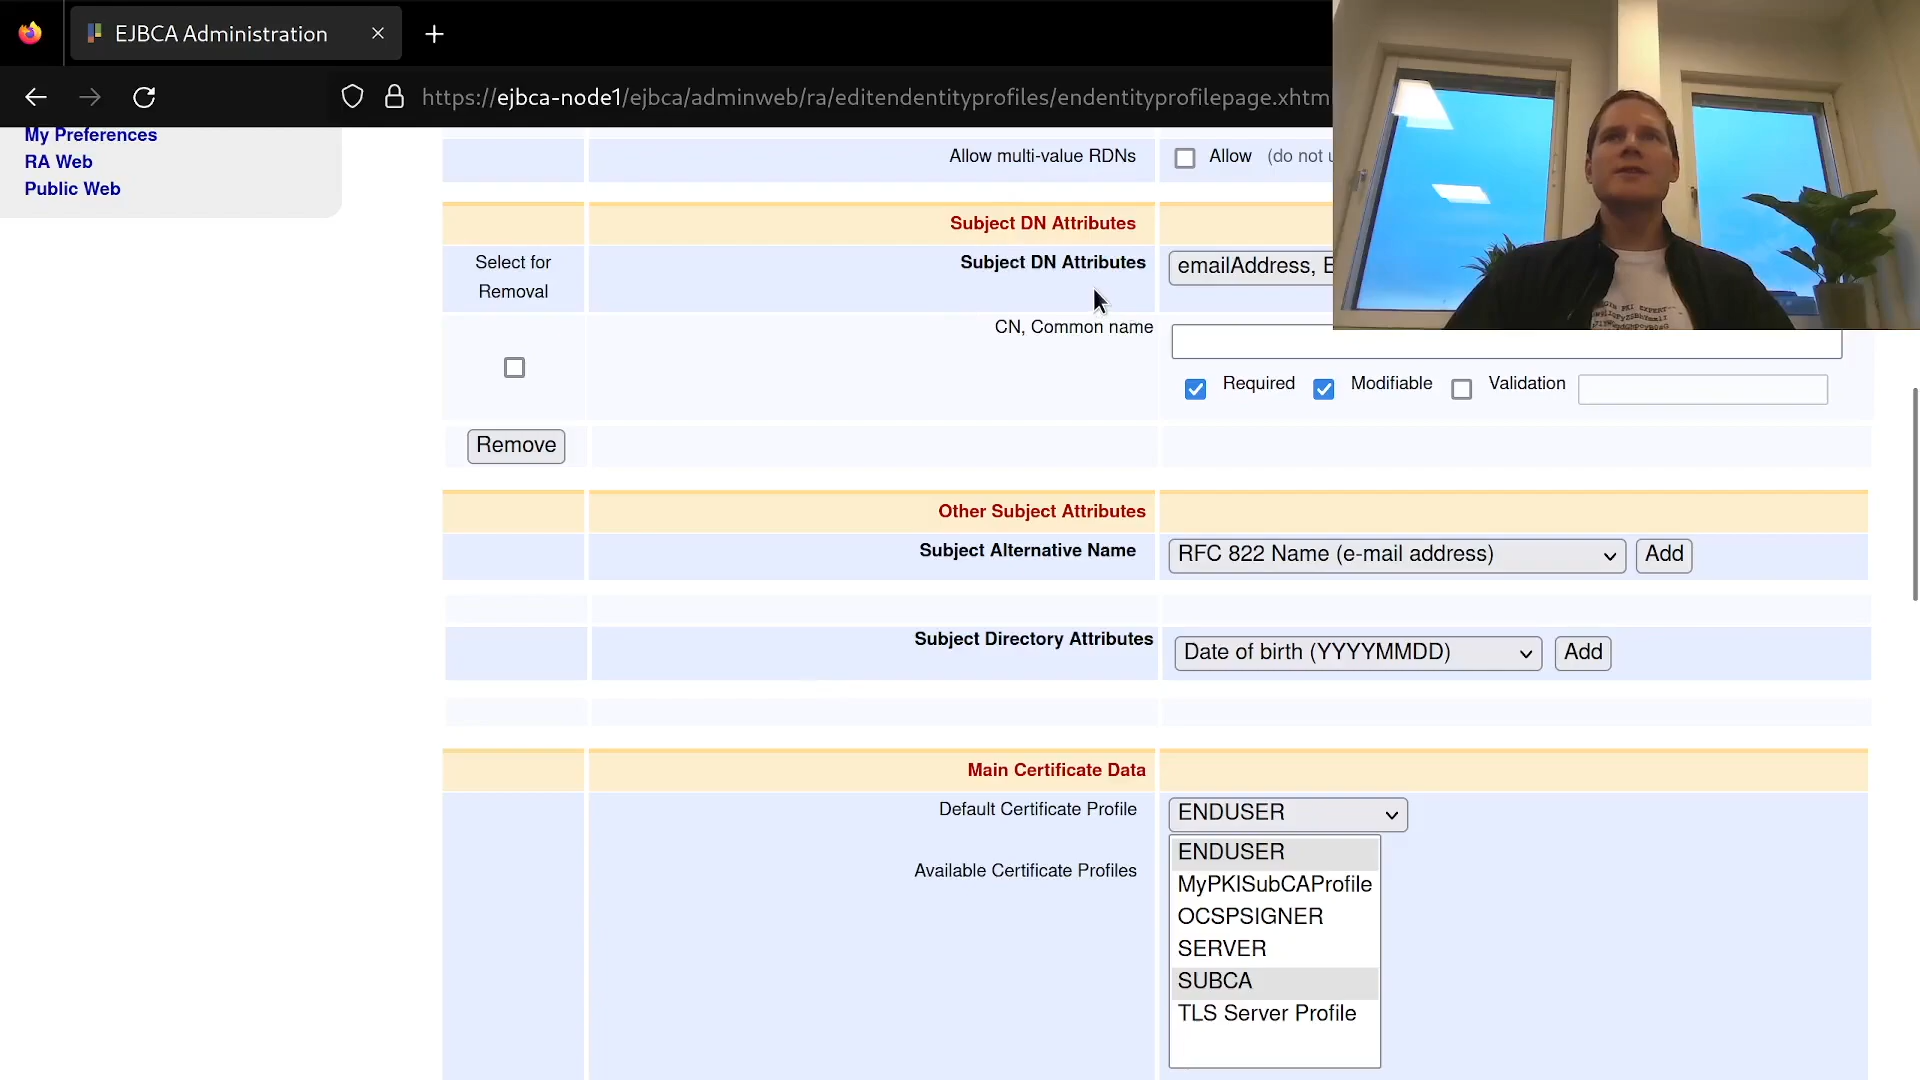 EJBCA Administration
https://ejbca-node1/ejbca/adminweb/ra/editendentityprofiles/endentityprofilepage.xhtm
My Preferences
RA Web
Public Web
Allow multi-value RDNs
Allow (do not u
Subject DN Attributes
Select for Removal
Subject DN Attributes
emailAddress, E
CN, Common name
Required Modifiable Validation
Remove
Other Subject Attributes
Subject Alternative Name
RFC 822 Name (e-mail address) Add
Subject Directory Attributes
Date of birth (YYYYMMDD) Add
Main Certificate Data
Default Certificate Profile
ENDUSER
Available Certificate Profiles
ENDUSER
MyPKISubCAProfile
OCSPSIGNER
SERVER
SUBCA
TLS Server Profile